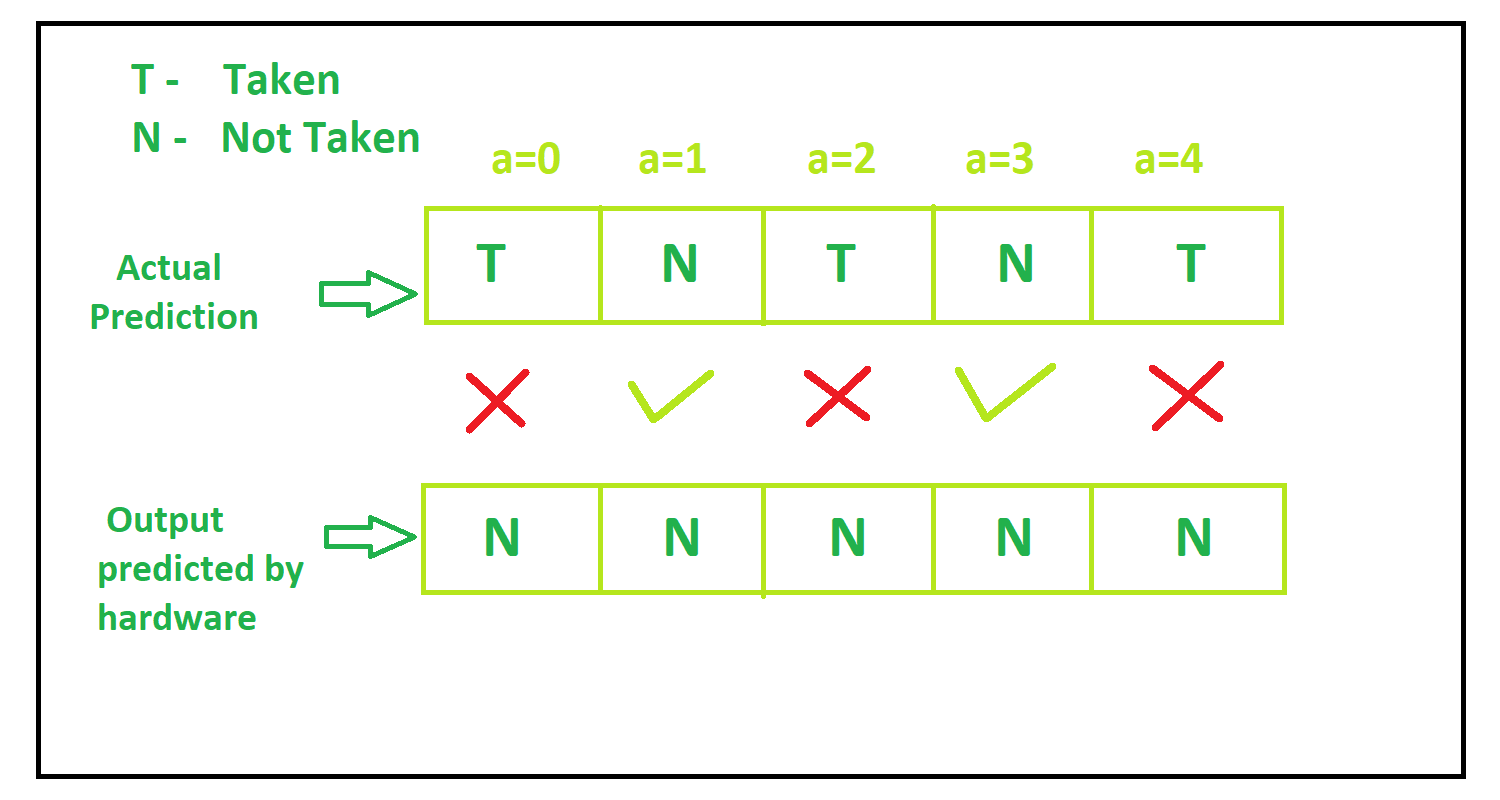 T - Taken
N - Not Taken
a=0 a=1 a=2 a=3 a=4
Actual
Prediction
T N T N T
Output
predicted by
hardware
N N N N N